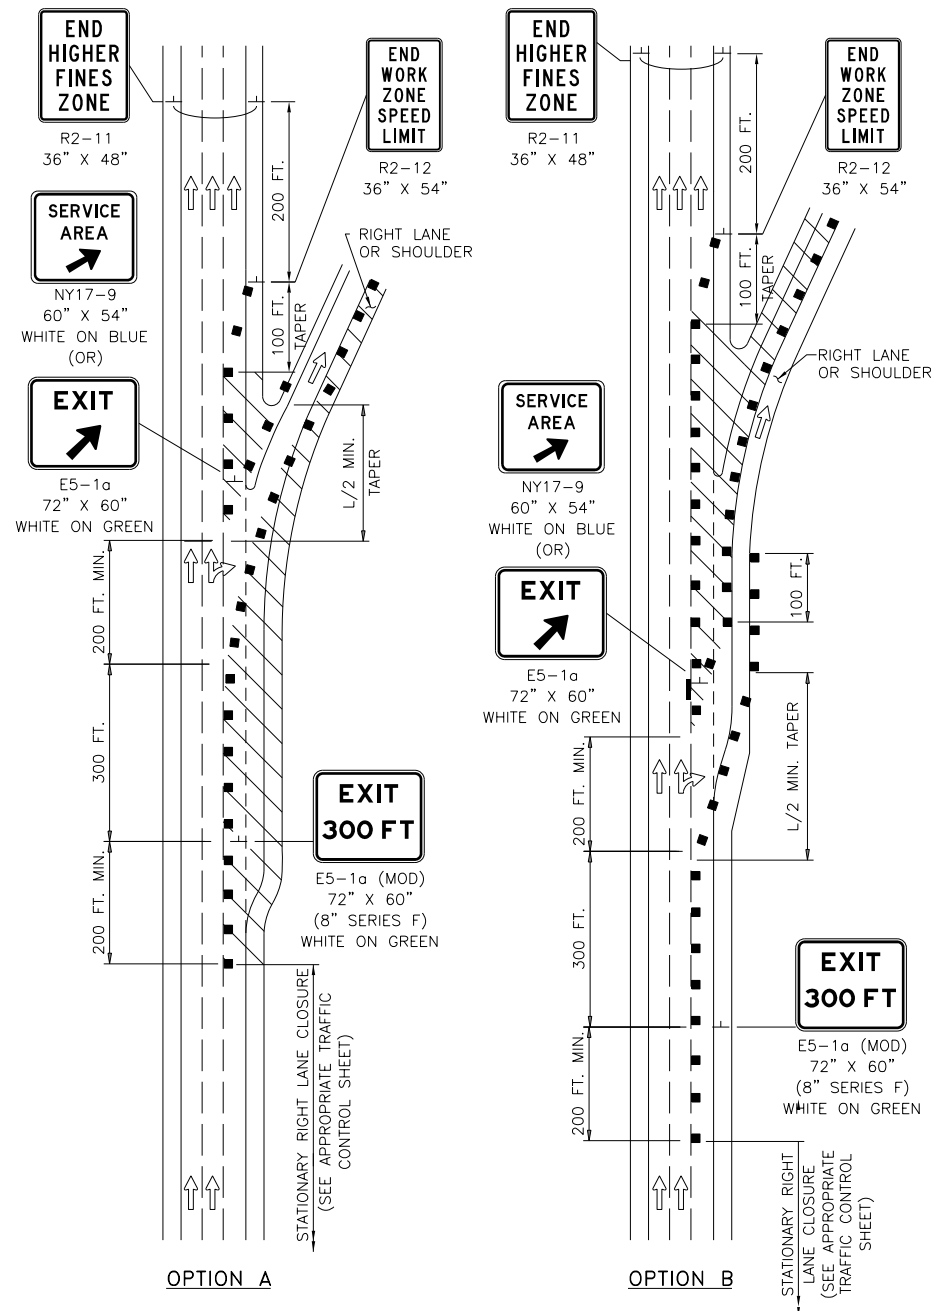 END
HIGHER
FINES
ZONE
R2-11
36" X 48"
END
WORK
ZONE
SPEED
LIMIT
R2-12
36" X 54"
200 FT.
SERVICE
AREA
NY17-9
60" X 54"
WHITE ON BLUE
(OR)
RIGHT LANE
OR SHOULDER
100 FT.
TAPER
EXIT
E5-1a
72" X 60"
WHITE ON GREEN
L/2 MIN.
TAPER
200 FT. MIN.
300 FT.
EXIT
300 FT
E5-1a (MOD)
72" X 60"
(8" SERIES F)
WHITE ON GREEN
200 FT. MIN.
STATIONARY RIGHT LANE CLOSURE
(SEE APPROPRIATE TRAFFIC
CONTROL SHEET)
OPTION A
END
HIGHER
FINES
ZONE
R2-11
36" X 48"
END
WORK
ZONE
SPEED
LIMIT
R2-12
36" X 54"
200 FT.
100 FT.
TAPER
RIGHT LANE
OR SHOULDER
SERVICE
AREA
NY17-9
60" X 54"
WHITE ON BLUE
(OR)
EXIT
E5-1a
72" X 60"
WHITE ON GREEN
100 FT.
L/2 MIN. TAPER
200 FT. MIN.
300 FT.
EXIT
300 FT
E5-1a (MOD)
72" X 60"
(8" SERIES F)
WHITE ON GREEN
200 FT. MIN.
STATIONARY RIGHT
LANE CLOSURE
(SEE APPROPRIATE
TRAFFIC CONTROL
SHEET)
OPTION B